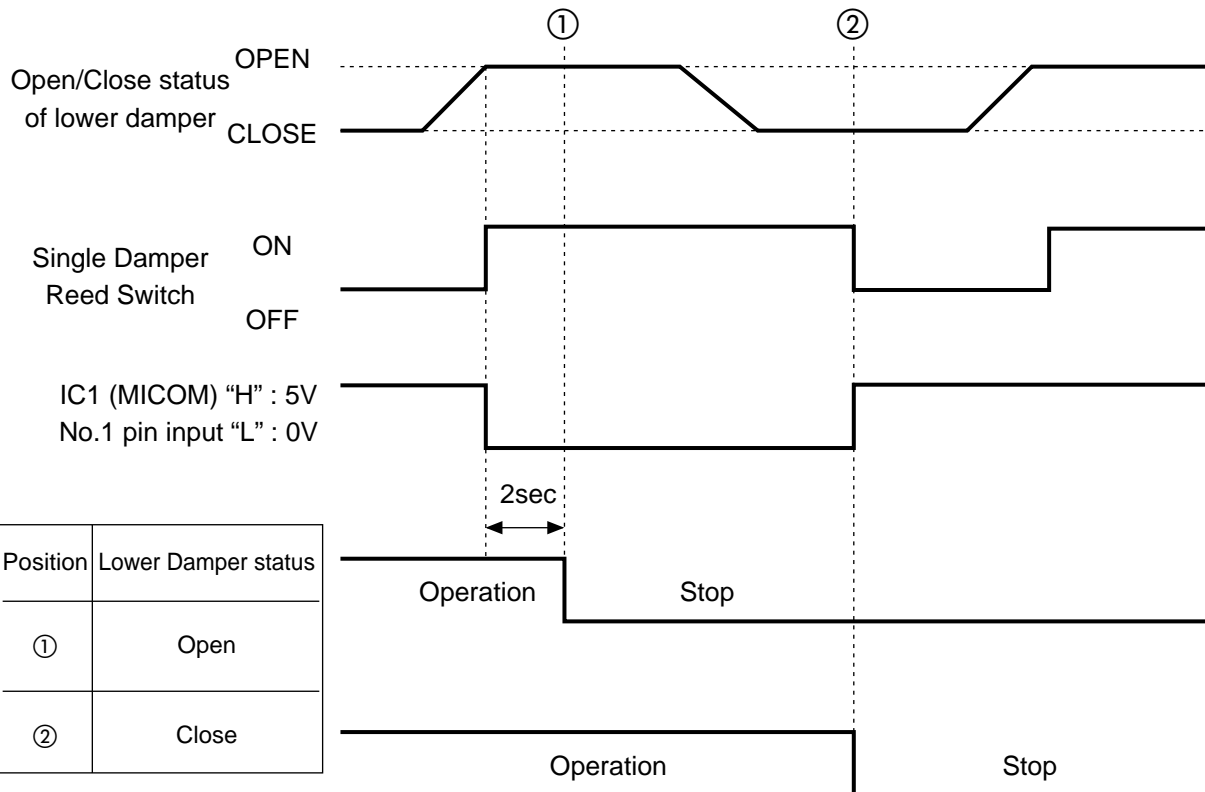 ① ②
OPEN
Open/Close status
of lower damper
CLOSE
ON
Single Damper
Reed Switch
OFF
IC1 (MICOM) “H” : 5V
No.1 pin input “L” : 0V
2sec
Position Lower Damper status
Operation Stop
① Open
② Close
Operation Stop